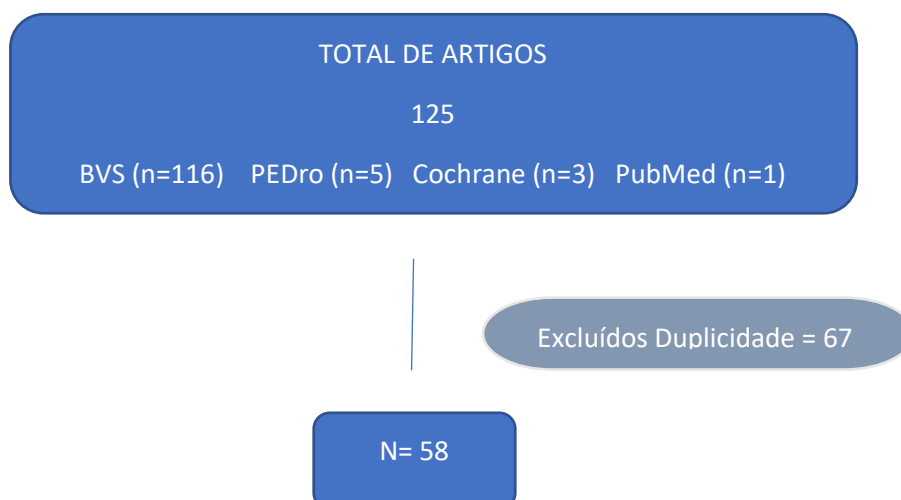 TOTAL DE ARTIGOS
125
BVS (n=116) PEDro (n=5) Cochrane (n=3) PubMed (n=1)
Excluídos Duplicidade = 67
N= 58